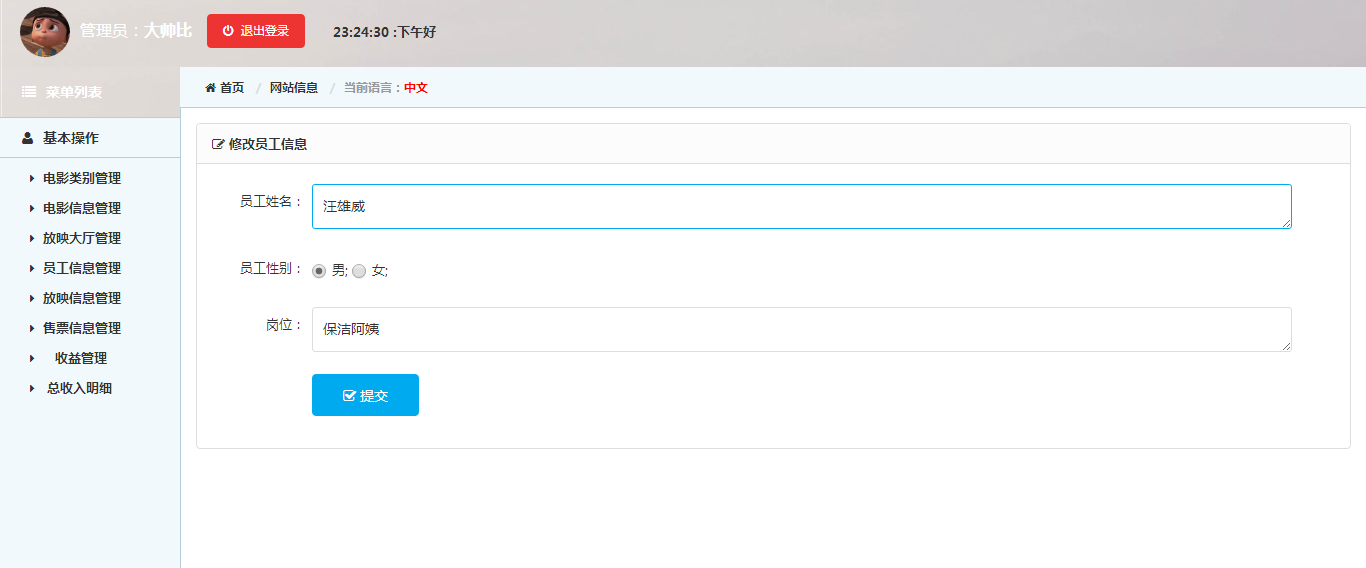 管理员：大帅比 退出登录 23:24:30 :下午好
菜单列表
首页 / 网站信息 / 当前语言：中文
基本操作
电影类别管理
电影信息管理
放映大厅管理
员工信息管理
放映信息管理
售票信息管理
收益管理
总收入明细
修改员工信息
员工姓名： 汪雄威
员工性别： 男; 女;
岗位： 保洁阿姨
提交